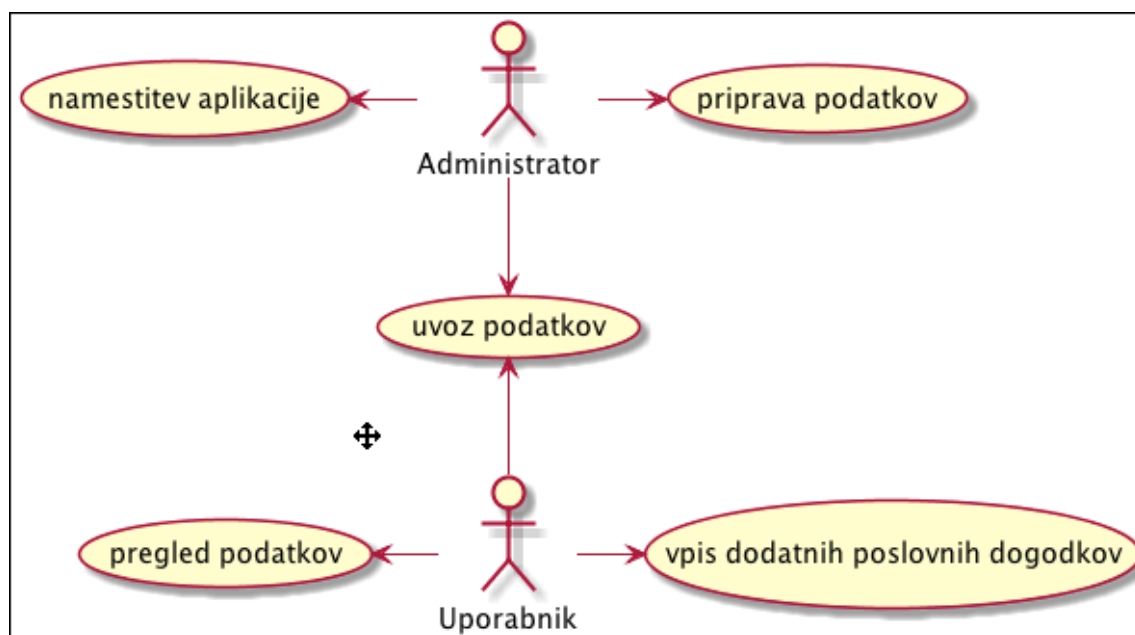 namestitev aplikacije
priprava podatkov
Administrator
uvoz podatkov
pregled podatkov
vpis dodatnih poslovnih dogodkov
Uporabnik